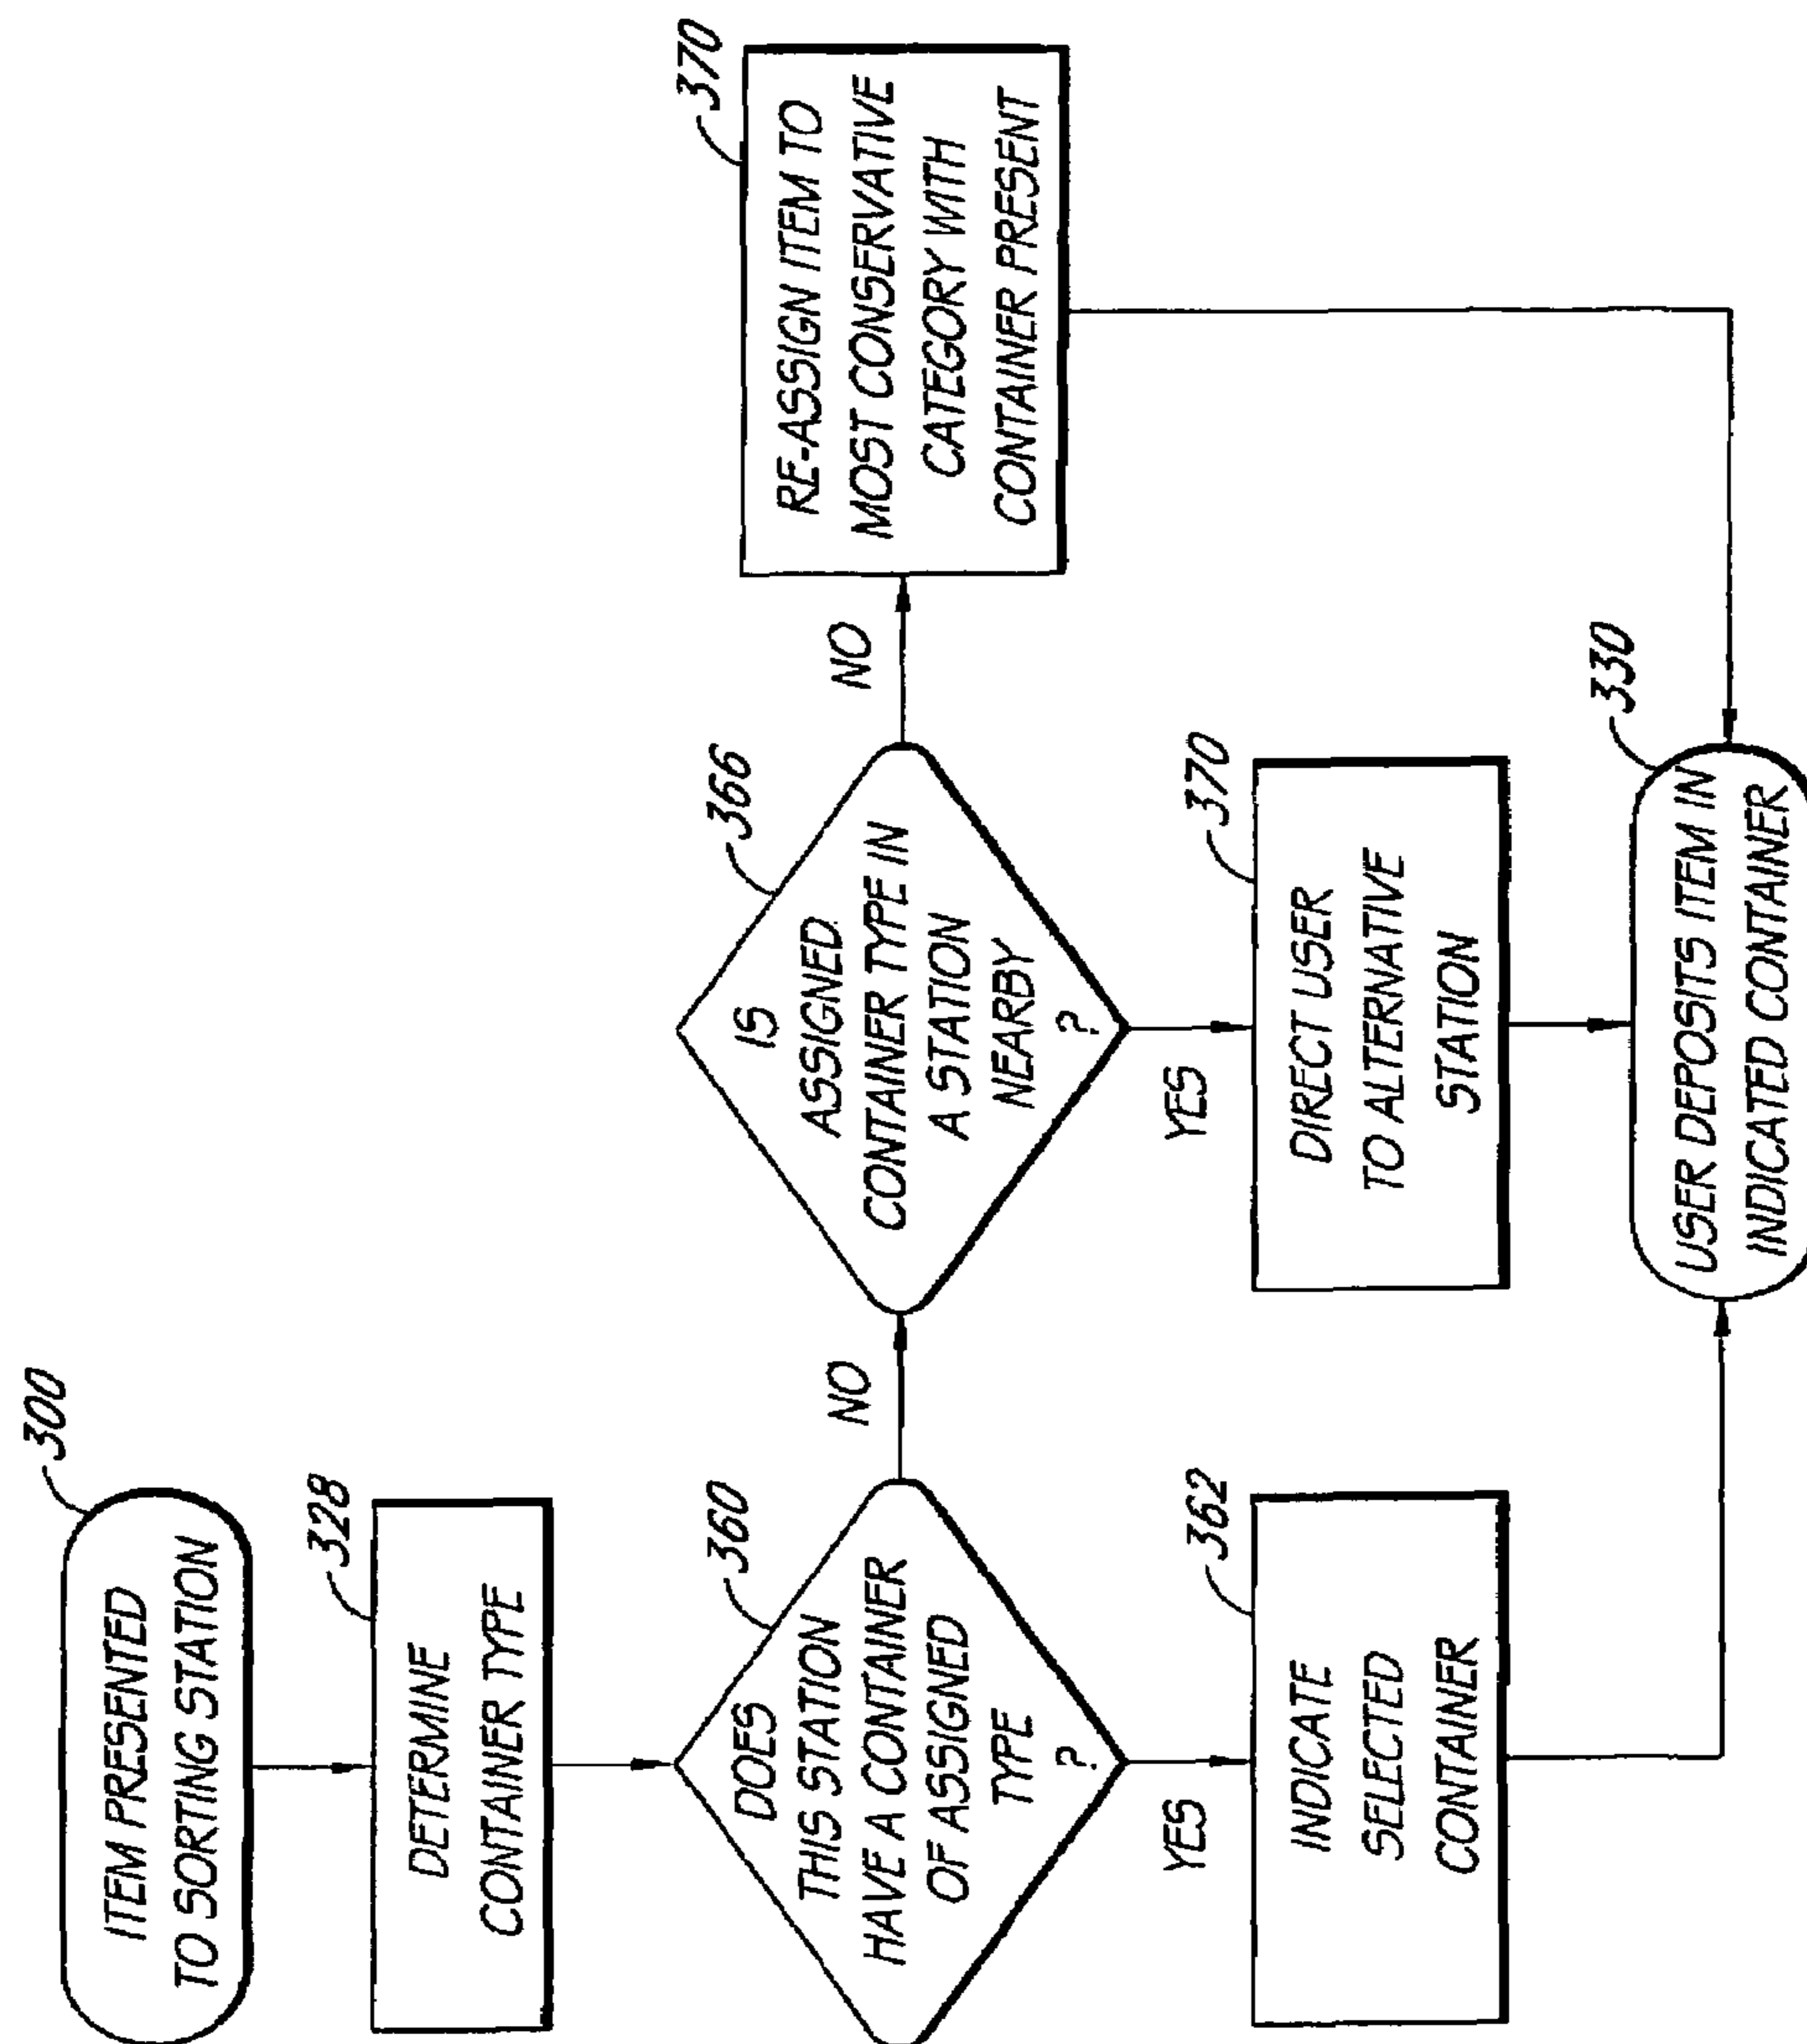 300
ITEM PRESENTED
TO SORTING STATION
328
DETERMINE
CONTAINER TYPE
360
DOES
THIS STATION
HAVE A CONTAINER
OF ASSIGNED
TYPE
?
NO
YES
362
INDICATE
SELECTED
CONTAINER
366
IS
ASSIGNED
CONTAINER TYPE IN
A STATION
NEARBY
?
NO
YES
370
DIRECT USER
TO ALTERNATIVE
STATION
370
RE-ASSIGN ITEM TO
MOST CONSERVATIVE
CATEGORY WITH
CONTAINER PRESENT
330
USER DEPOSITS ITEM IN
INDICATED CONTAINER